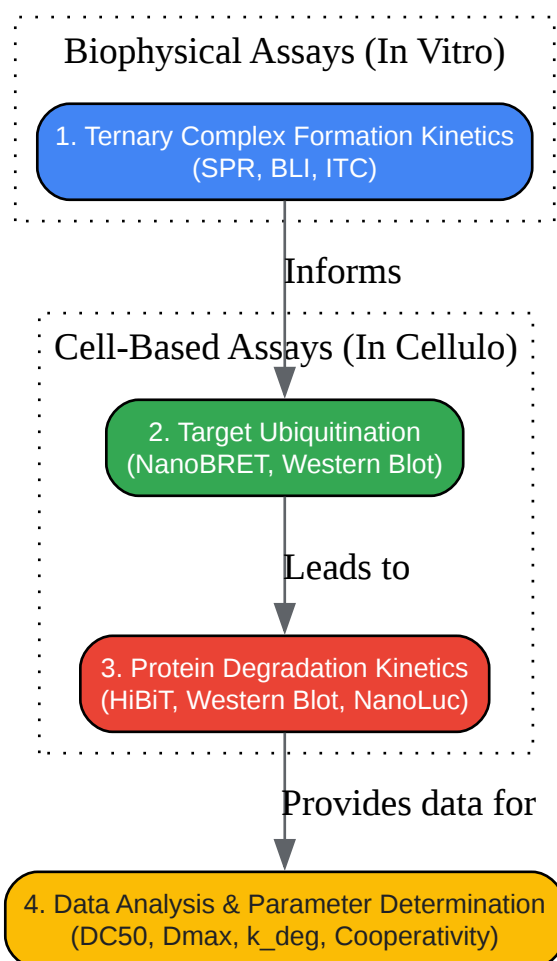 Biophysical Assays (In Vitro)
1. Ternary Complex Formation Kinetics
(SPR, BLI, ITC)
Informs
Cell-Based Assays (In Cellulo)
2. Target Ubiquitination
(NanoBRET, Western Blot)
Leads to
3. Protein Degradation Kinetics
(HiBiT, Western Blot, NanoLuc)
Provides data for
4. Data Analysis & Parameter Determination
(DC50, Dmax, k_deg, Cooperativity)